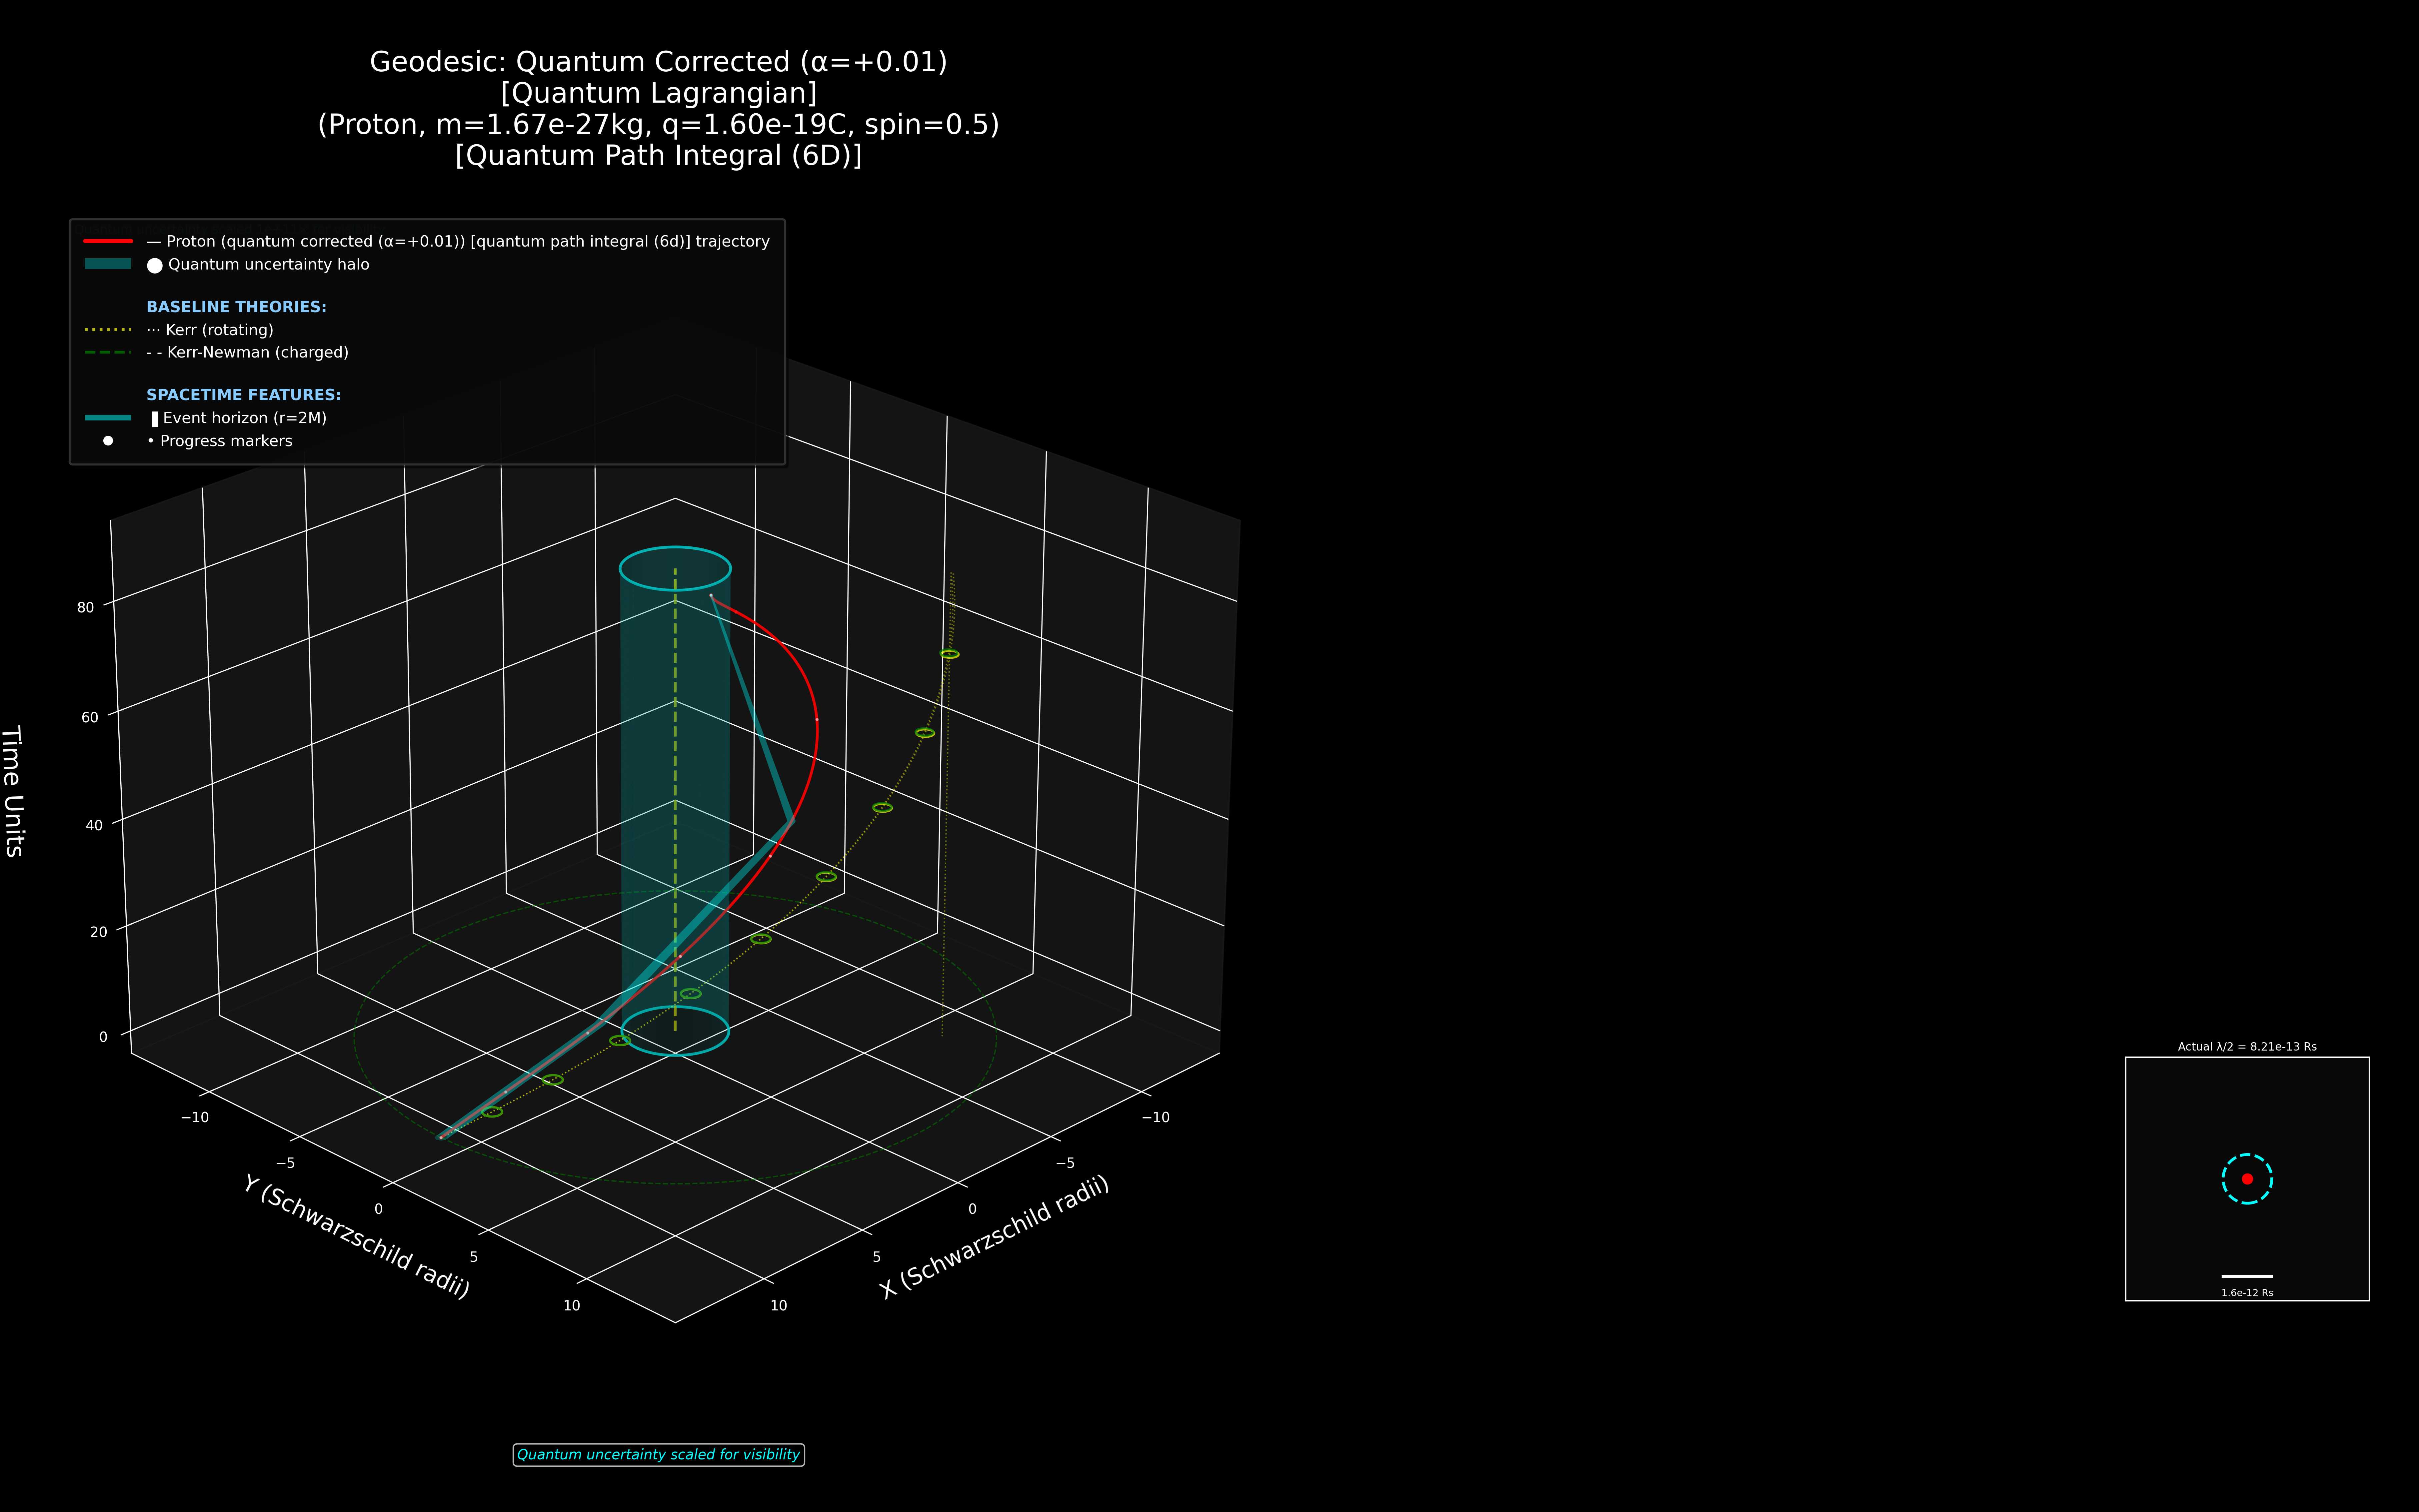 Geodesic: Quantum Corrected (α=+0.01)
[Quantum Lagrangian]
(Proton, m=1.67e-27kg, q=1.60e-19C, spin=0.5)
[Quantum Path Integral (6D)]
— Proton (quantum corrected (α=+0.01)) [quantum path integral (6d)] trajectory
● Quantum uncertainty halo
BASELINE THEORIES:
··· Kerr (rotating)
- - Kerr-Newman (charged)
SPACETIME FEATURES:
▐ Event horizon (r=2M)
• Progress markers
Time Units
80
60
40
20
0
−10
−5
0
5
10
Y (Schwarzschild radii)
−10
−5
0
5
10
X (Schwarzschild radii)
Actual λ/2 = 8.21e-13 Rs
1.6e-12 Rs
Quantum uncertainty scaled for visibility